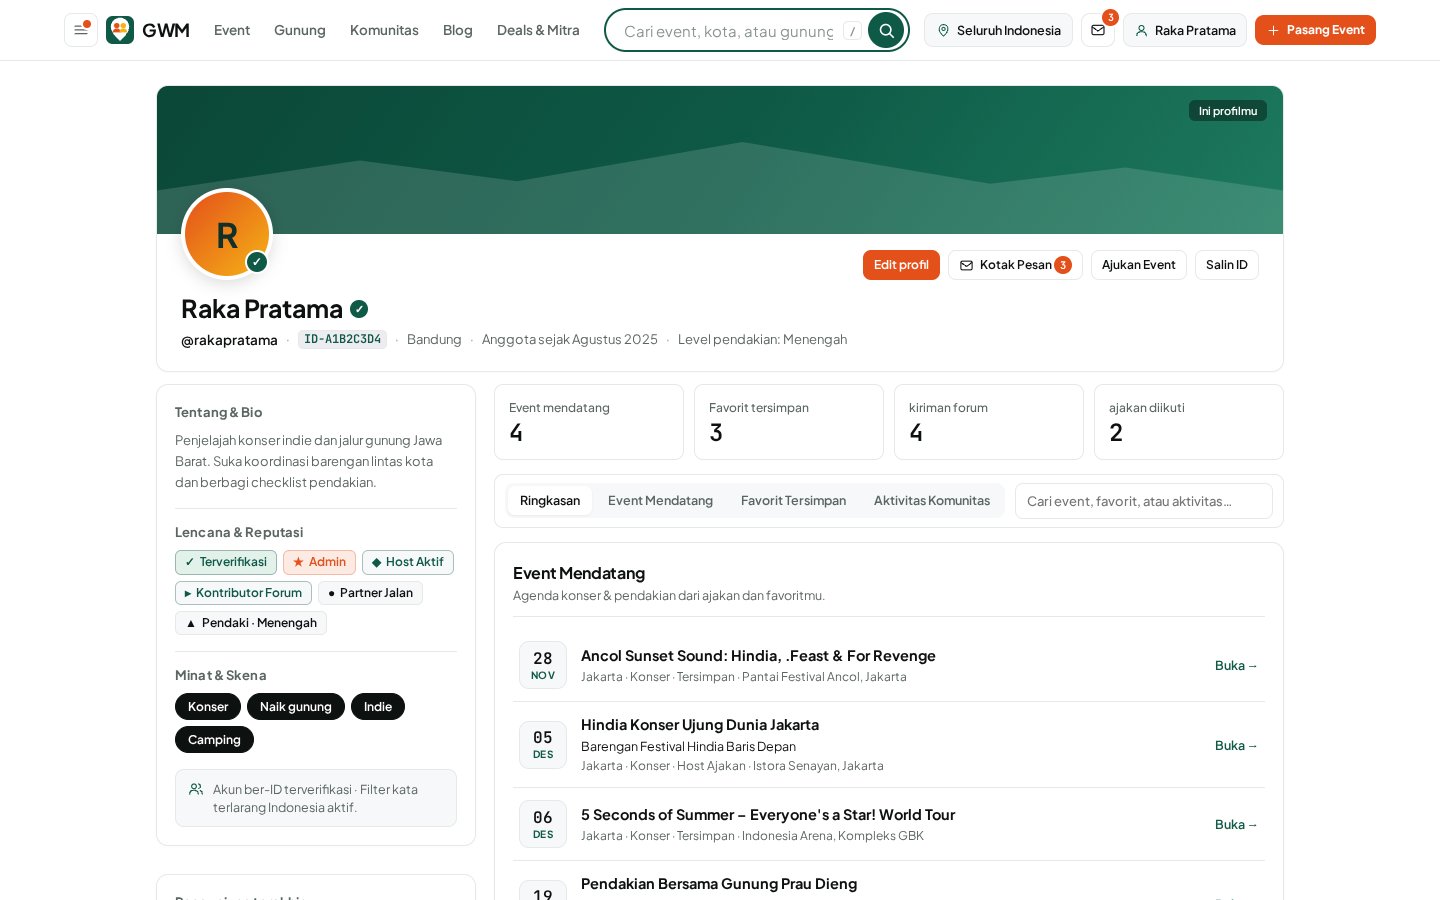 GWM
Event
Gunung
Komunitas
Blog
Deals & Mitra
Cari event, kota, atau gunung
/
Seluruh Indonesia
3
Raka Pratama
+ Pasang Event
Ini profilmu
R
✓
Edit profil
Kotak Pesan 3
Ajukan Event
Salin ID
Raka Pratama ✓
@rakapratama · ID-A1B2C3D4 · Bandung · Anggota sejak Agustus 2025 · Level pendakian: Menengah
Tentang & Bio
Penjelajah konser indie dan jalur gunung Jawa
Barat. Suka koordinasi barengan lintas kota
dan berbagi checklist pendakian.
Lencana & Reputasi
✓ Terverifikasi
★ Admin
◆ Host Aktif
▸ Kontributor Forum
● Partner Jalan
▲ Pendaki · Menengah
Minat & Skena
Konser
Naik gunung
Indie
Camping
Akun ber-ID terverifikasi · Filter kata
terlarang Indonesia aktif.
Event mendatang
4
Favorit tersimpan
3
kiriman forum
4
ajakan diikuti
2
Ringkasan
Event Mendatang
Favorit Tersimpan
Aktivitas Komunitas
Cari event, favorit, atau aktivitas...
Event Mendatang
Agenda konser & pendakian dari ajakan dan favoritmu.
28
NOV
Ancol Sunset Sound: Hindia, .Feast & For Revenge
Jakarta · Konser · Tersimpan · Pantai Festival Ancol, Jakarta
Buka →
05
DES
Hindia Konser Ujung Dunia Jakarta
Barengan Festival Hindia Baris Depan
Jakarta · Konser · Host Ajakan · Istora Senayan, Jakarta
Buka →
06
DES
5 Seconds of Summer – Everyone's a Star! World Tour
Jakarta · Konser · Tersimpan · Indonesia Arena, Kompleks GBK
Buka →
19
Pendakian Bersama Gunung Prau Dieng